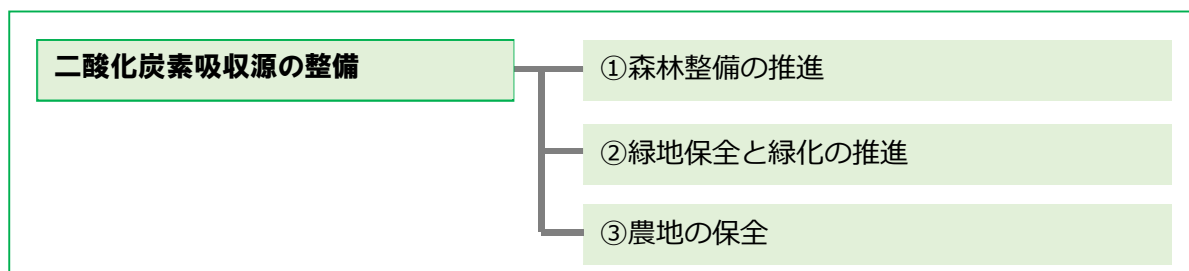 二酸化炭素吸収源の整備
①森林整備の推進
②緑地保全と緑化の推進
③農地の保全